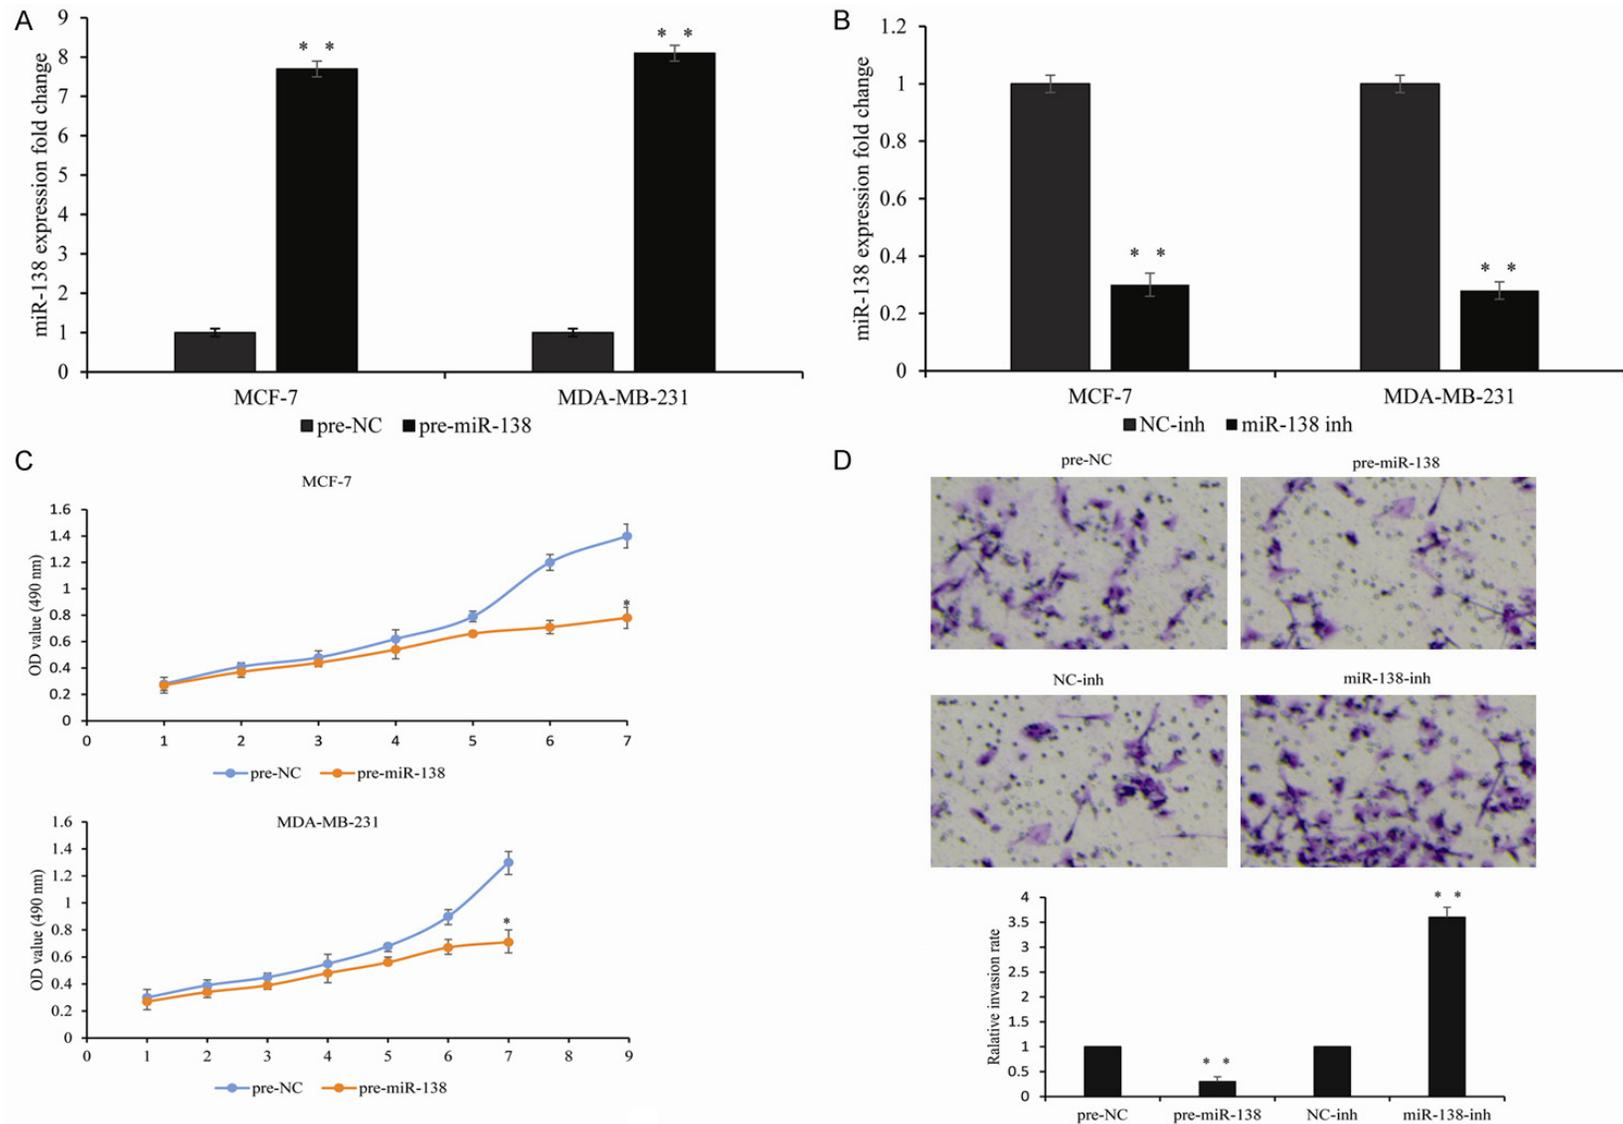 A
9
8
7
6
5
4
3
2
1
0
miR-138 expression fold change
* *
* *
MCF-7 MDA-MB-231
pre-NC pre-miR-138
B
1.2
1
0.8
0.6
0.4
0.2
0
miR-138 expression fold change
* *
* *
MCF-7 MDA-MB-231
NC-inh miR-138 inh
C
MCF-7
1.6
1.4
1.2
1
0.8
0.6
0.4
0.2
0
OD value (490 nm)
*
0 1 2 3 4 5 6 7
pre-NC pre-miR-138
MDA-MB-231
1.6
1.4
1.2
1
0.8
0.6
0.4
0.2
0
OD value (490 nm)
*
0 1 2 3 4 5 6 7 8 9
pre-NC pre-miR-138
D
pre-NC pre-miR-138
NC-inh miR-138-inh
4
3.5
3
2.5
2
1.5
1
0.5
0
Ralative invasion rate
* *
* *
pre-NC pre-miR-138 NC-inh miR-138-inh